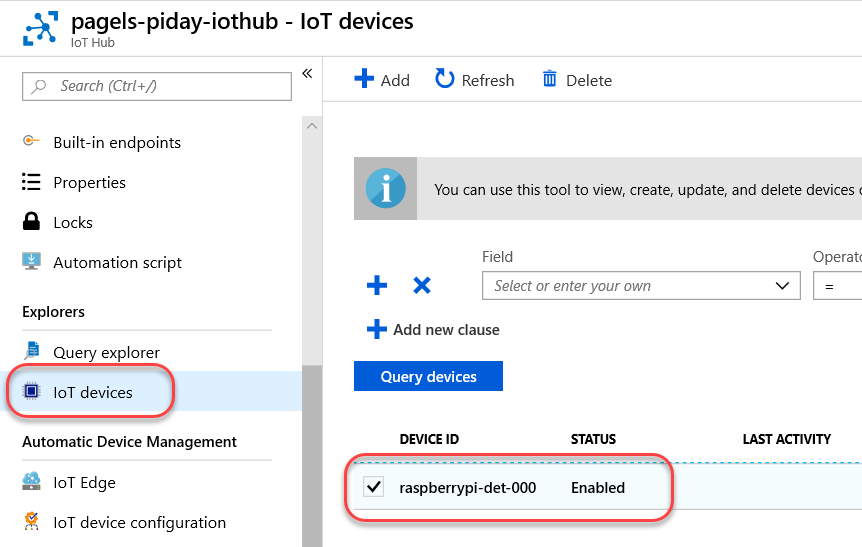 pagels-piday-iothub - IoT devices
IoT Hub
Search (Ctrl+/)
«
Add
Refresh
Delete
Built-in endpoints
Properties
Locks
Automation script
Explorers
Query explorer
IoT devices
Automatic Device Management
IoT Edge
IoT device configuration
You can use this tool to view, create, update, and delete devices
Field
Select or enter your own
=
Add new clause
Query devices
DEVICE ID STATUS LAST ACTIVITY
raspberrypi-det-000 Enabled